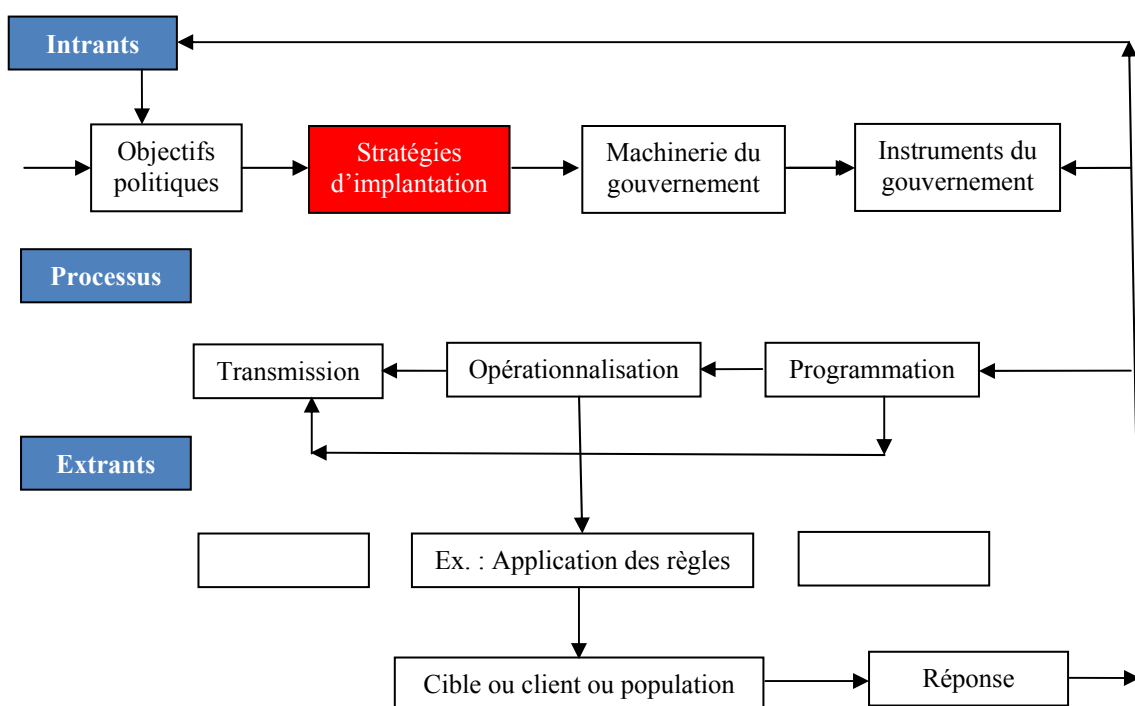 Intrants
Objectifs
politiques
Stratégies
d’implantation
Machinerie du
gouvernement
Instruments du
gouvernement
Processus
Transmission
Opérationnalisation
Programmation
Extrants
Ex. : Application des règles
Cible ou client ou population
Réponse